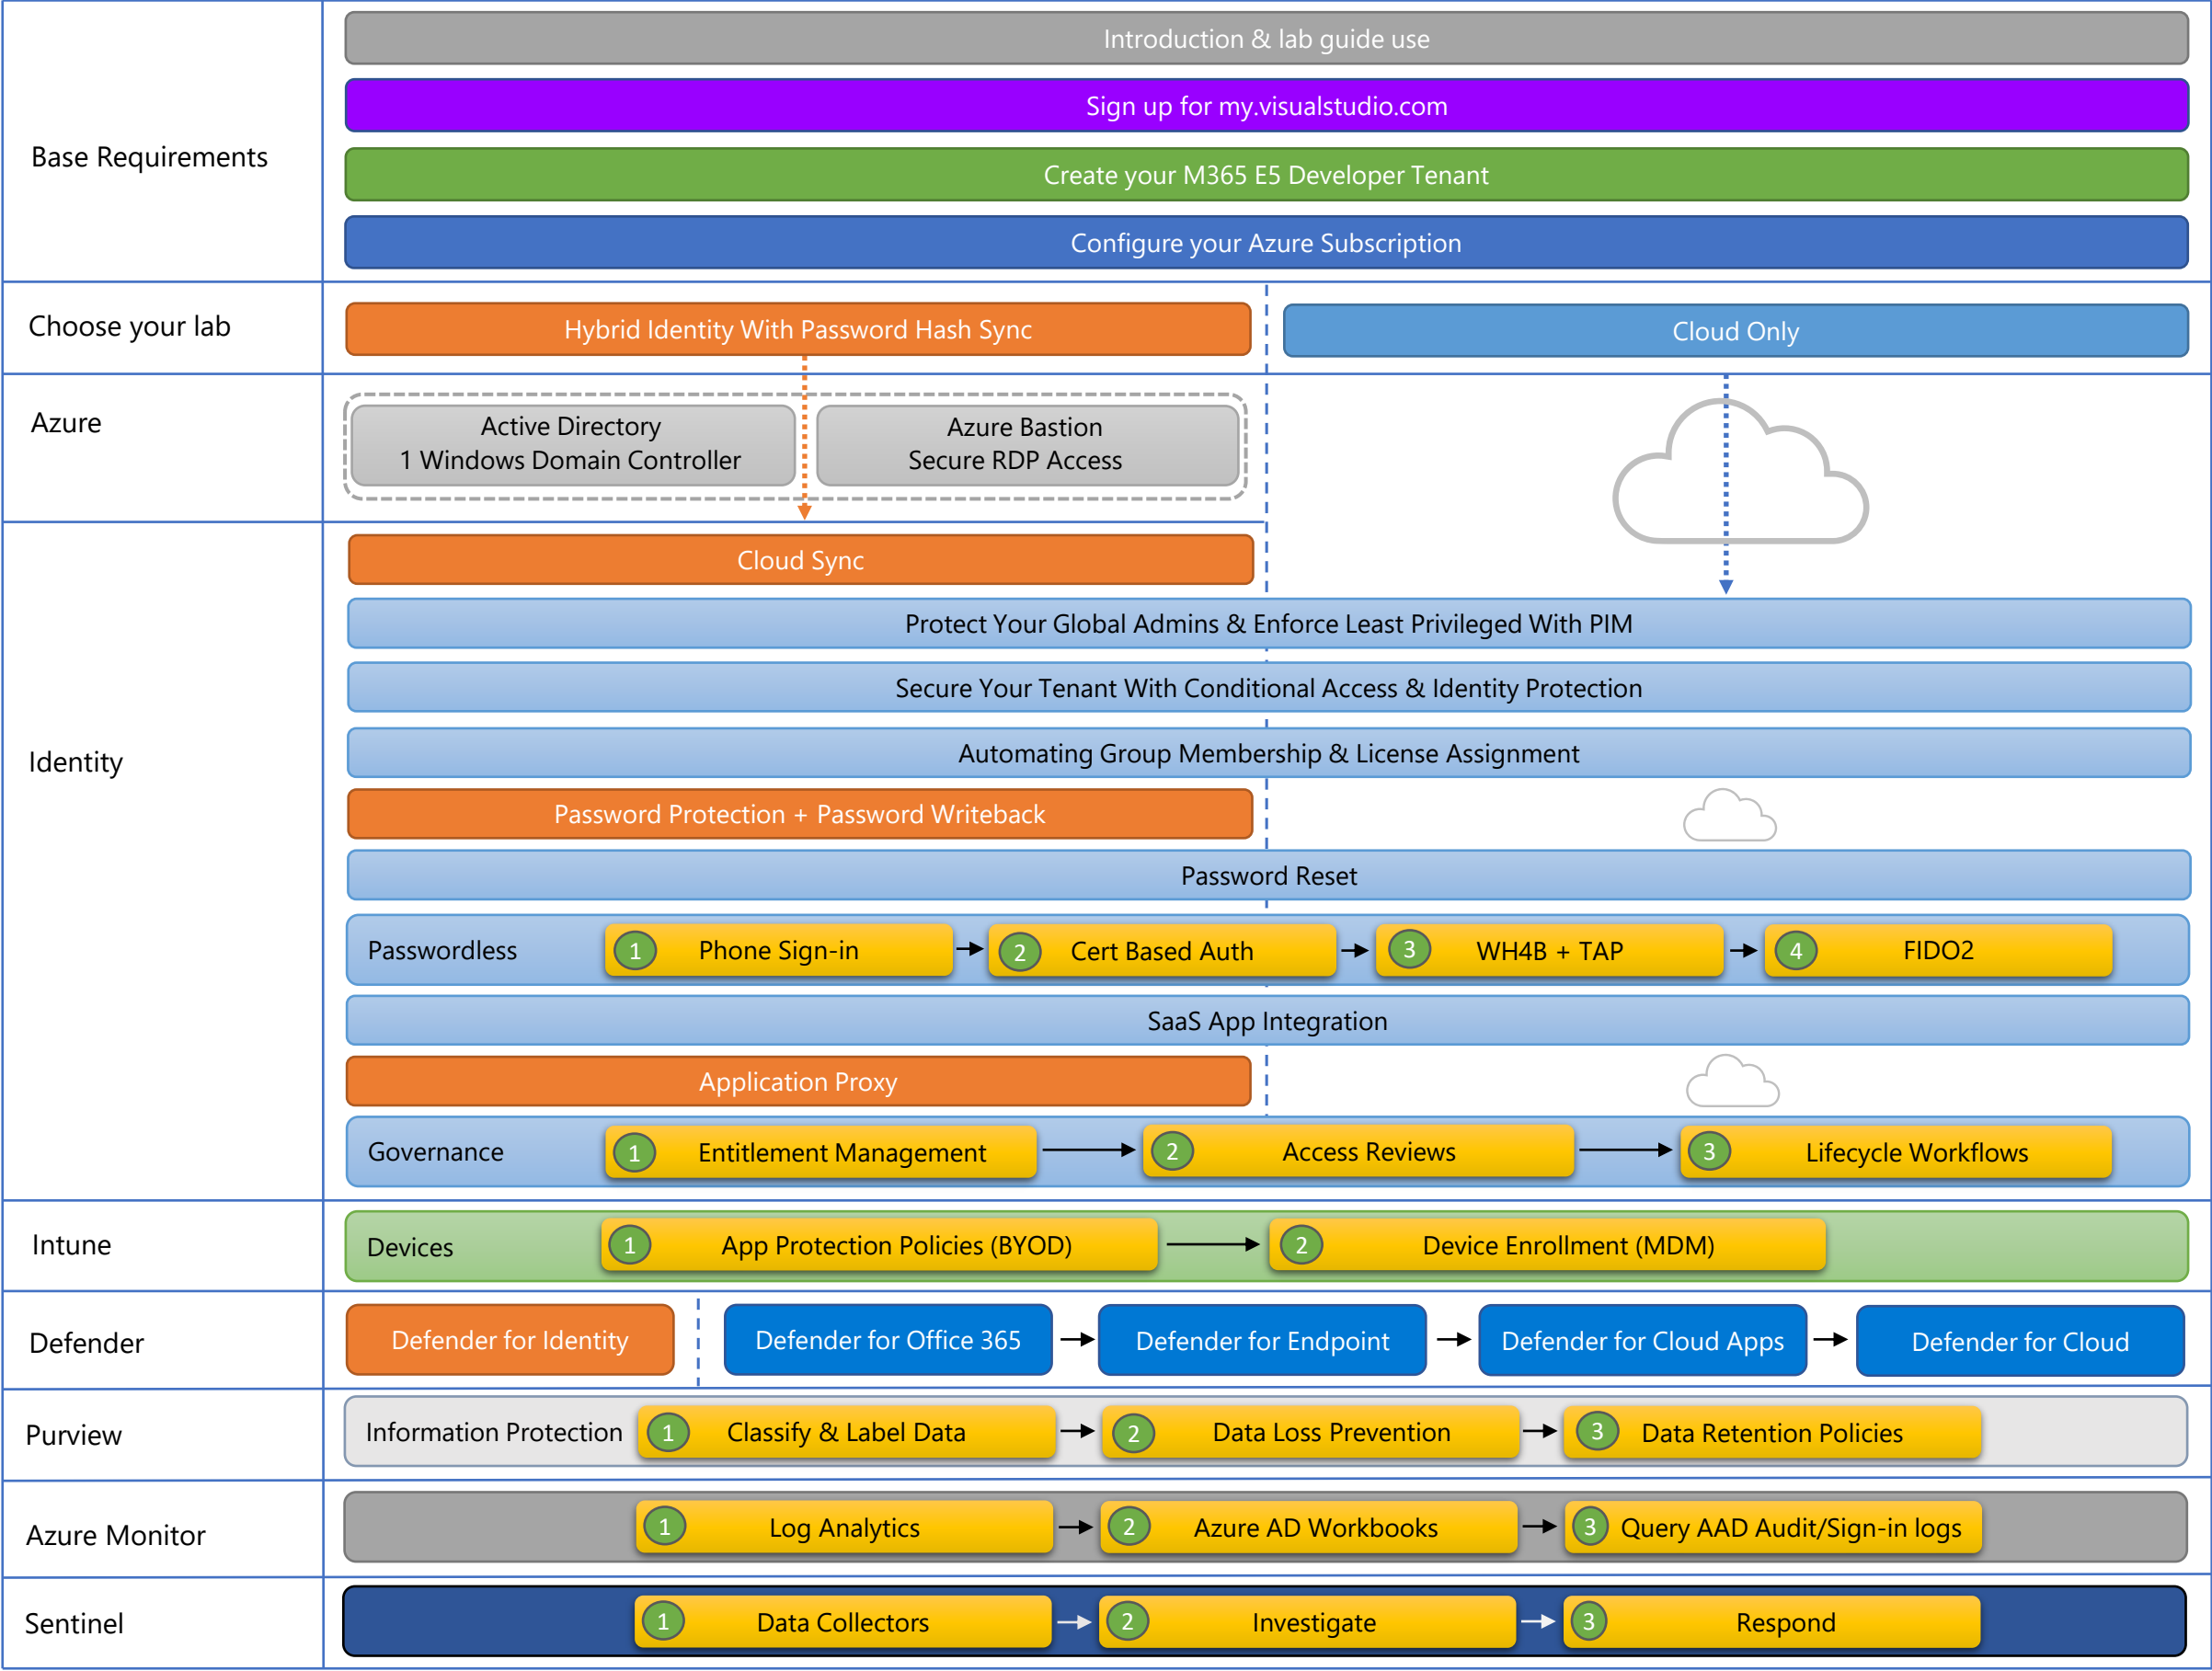 Base Requirements
Introduction & lab guide use
Sign up for my.visualstudio.com
Create your M365 E5 Developer Tenant
Configure your Azure Subscription
Choose your lab
Hybrid Identity With Password Hash Sync
Cloud Only
Azure
Active Directory
1 Windows Domain Controller
Azure Bastion
Secure RDP Access
Identity
Cloud Sync
Protect Your Global Admins & Enforce Least Privileged With PIM
Secure Your Tenant With Conditional Access & Identity Protection
Automating Group Membership & License Assignment
Password Protection + Password Writeback
Password Reset
Passwordless
1 Phone Sign-in
2 Cert Based Auth
3 WH4B + TAP
4 FIDO2
SaaS App Integration
Application Proxy
Governance
1 Entitlement Management
2 Access Reviews
3 Lifecycle Workflows
Intune
Devices
1 App Protection Policies (BYOD)
2 Device Enrollment (MDM)
Defender
Defender for Identity
Defender for Office 365
Defender for Endpoint
Defender for Cloud Apps
Defender for Cloud
Purview
Information Protection
1 Classify & Label Data
2 Data Loss Prevention
3 Data Retention Policies
Azure Monitor
1 Log Analytics
2 Azure AD Workbooks
3 Query AAD Audit/Sign-in logs
Sentinel
1 Data Collectors
2 Investigate
3 Respond